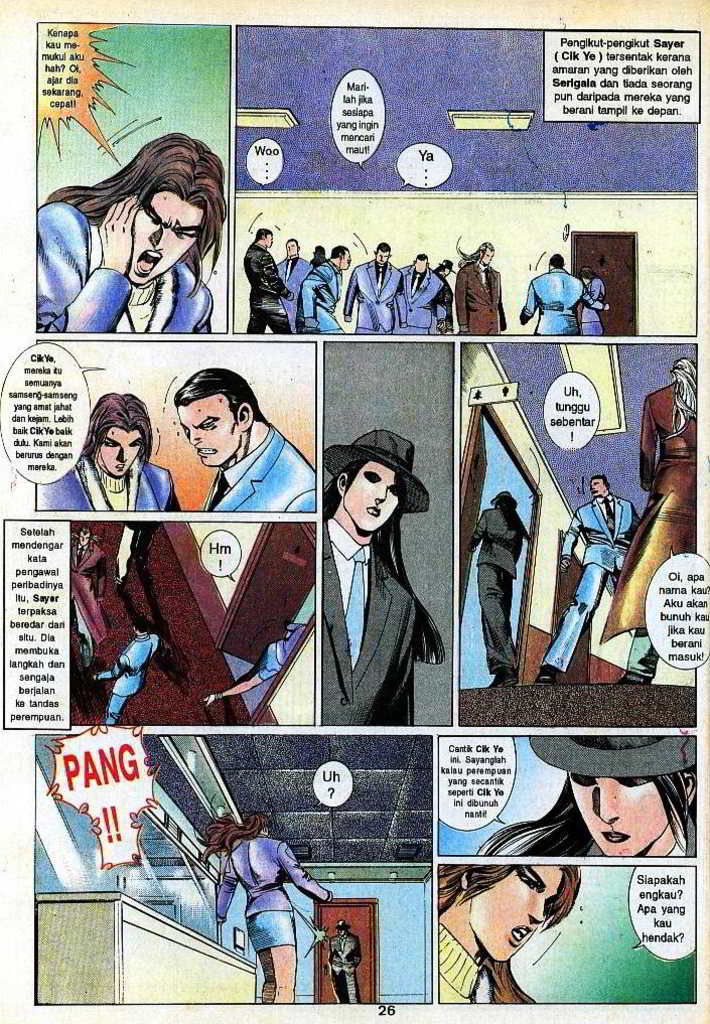 Kenapa
kau me-
mukul aku
hah? Oi,
ajar dia
sekarang,
cepat!
Pengikut-pengikut Sayer
( Cik Ye ) tersentak kerana
amaran yang diberikan oleh
Serigala dan tiada seorang
pun daripada mereka yang
berani tampil ke depan.
Mari-
lah jika
sesiapa
yang ingin
mencari
maut!
Woo
...
Ya
...
Cik Ye,
mereka itu
semuanya
samseng-samseng
yang amat jahat
dan kejam. Lebih
baik Cik Ye baik
dulu. Kami akan
berurus dengan
mereka.
Uh,
tunggu
sebentar
!
Oi, apa
nama kau?
Aku akan
bunuh kau
jika kau
berani
masuk!
Setelah
mendengar
kata
pengawal
peribadinya
itu, Sayer
terpaksa
beredar dari
situ. Dia
membuka
langkah dan
sengaja
berjalan
ke tandas
perempuan.
Hm
!
PANG
!!
Uh
?
Cantik Cik Ye
ini. Sayanglah
kalau perempuan
yang secantik
seperti Cik Ye
ini dibunuh
nanti!
Siapakah
engkau?
Apa yang
kau
hendak?
26